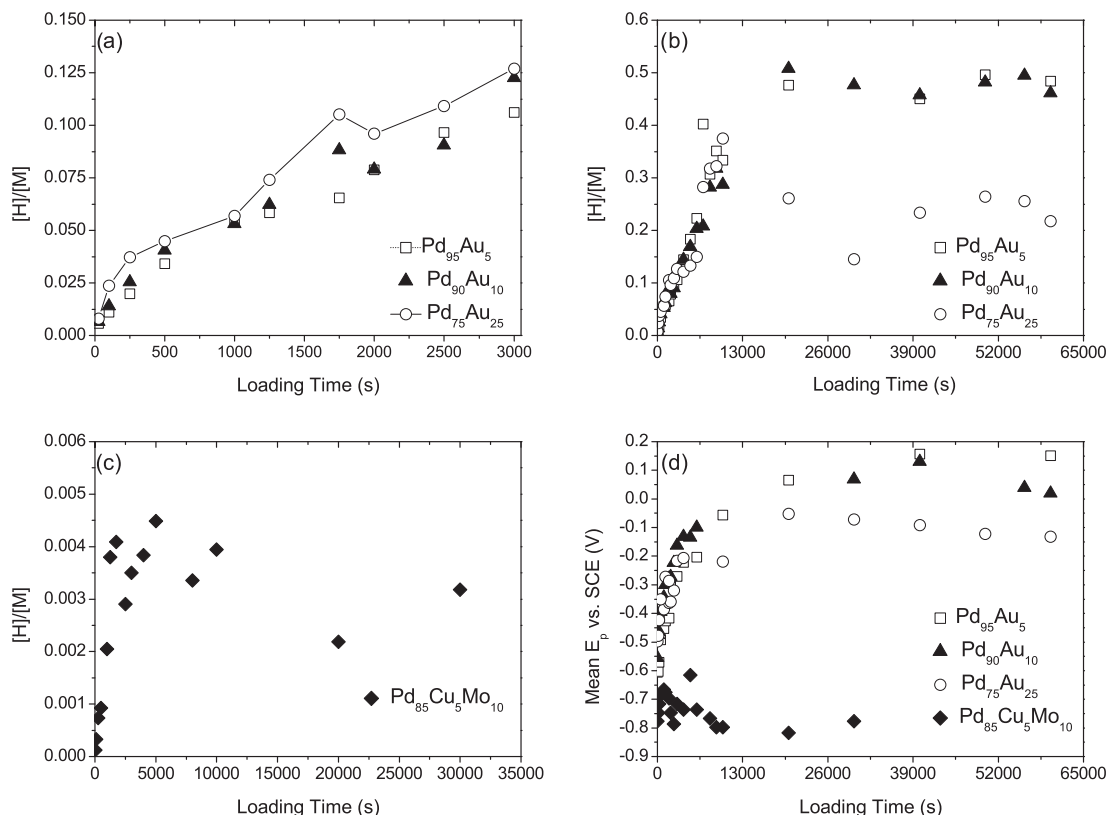 (a)
0.150
0.125
0.100
0.075
0.050
0.025
0.000
[H]/[M]
0 500 1000 1500 2000 2500 3000
Loading Time (s)
Pd95Au5
Pd90Au10
Pd75Au25
(b)
0.6
0.5
0.4
0.3
0.2
0.1
0.0
[H]/[M]
0 13000 26000 39000 52000 65000
Loading Time (s)
Pd95Au5
Pd90Au10
Pd75Au25
(c)
0.006
0.005
0.004
0.003
0.002
0.001
0.000
[H]/[M]
0 5000 10000 15000 20000 25000 30000 35000
Loading Time (s)
Pd85Cu5Mo10
(d)
0.2
0.1
0.0
-0.1
-0.2
-0.3
-0.4
-0.5
-0.6
-0.7
-0.8
-0.9
Mean Ep vs. SCE (V)
0 13000 26000 39000 52000 65000
Loading Time (s)
Pd95Au5
Pd90Au10
Pd75Au25
Pd85Cu5Mo10